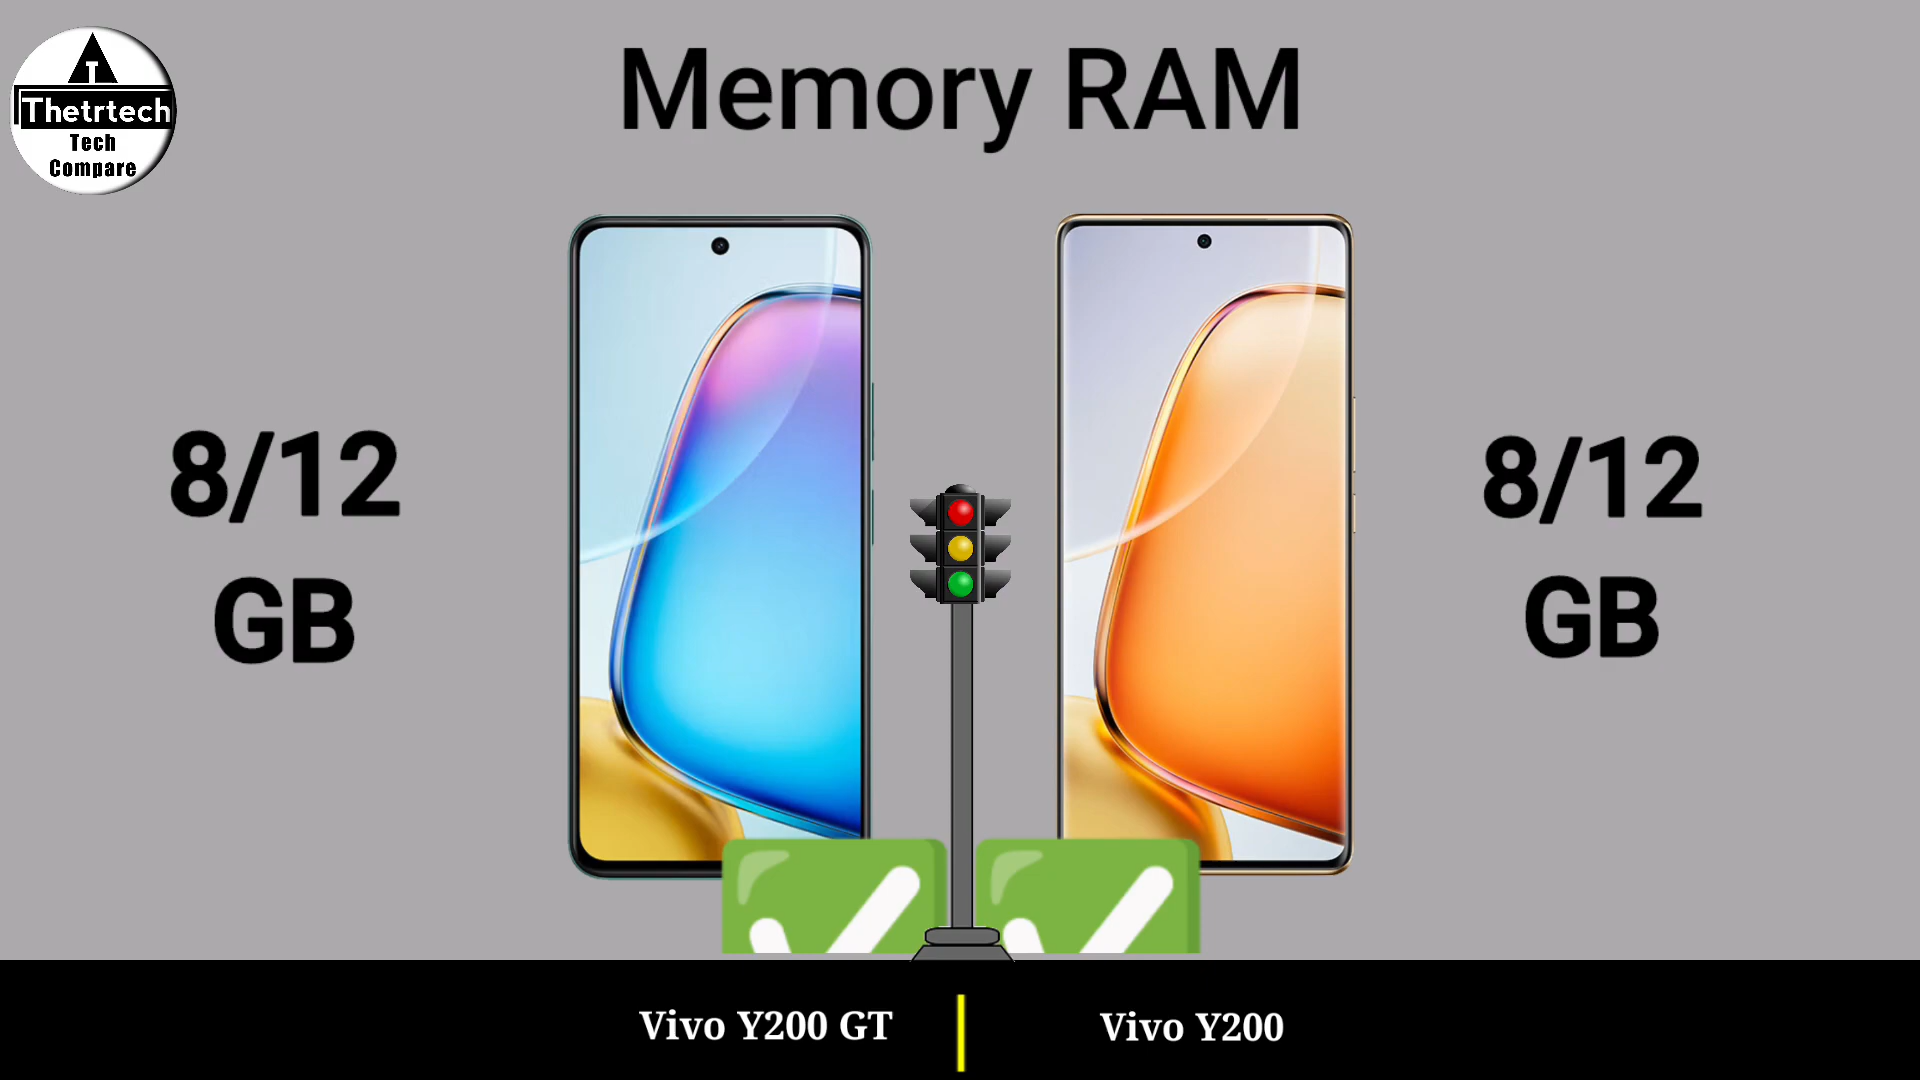 T
Thetrtech
Tech
Compare
Memory RAM
8/12
GB
8/12
GB
Vivo Y200 GT
Vivo Y200